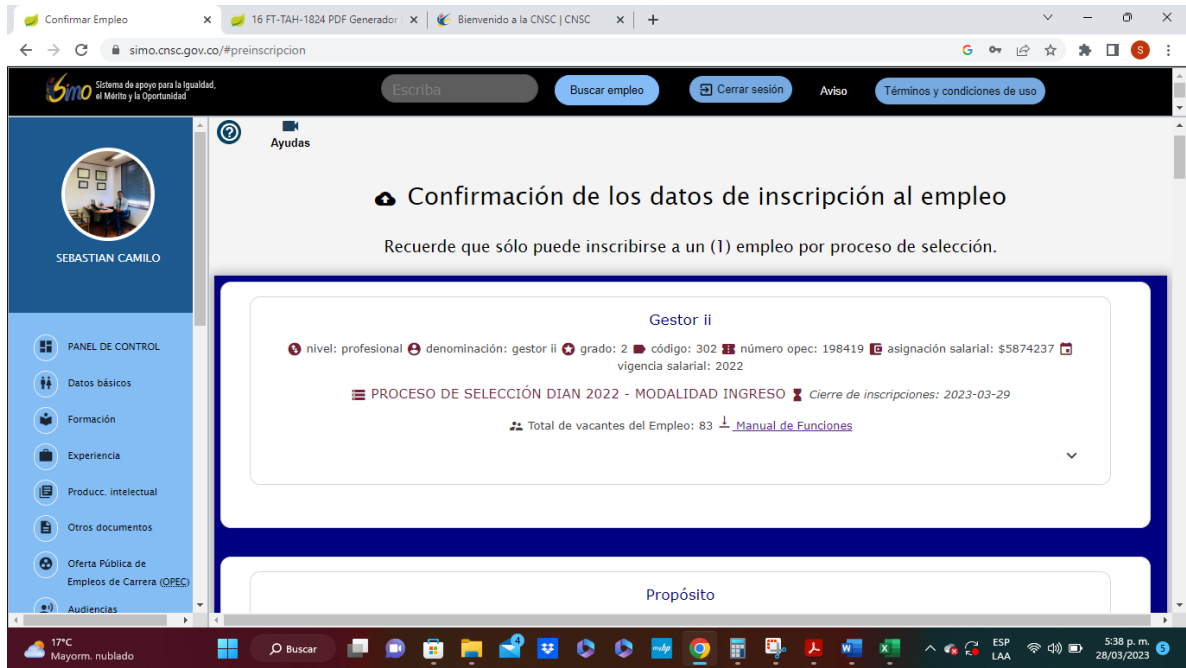 Confirmar Empleo
16 FT-TAH-1824 PDF Generador
Bienvenido a la CNSC | CNSC
simo.cnsc.gov.co/#preinscripcion
S
Simo
Sistema de apoyo para la Igualdad,
el Mérito y la Oportunidad
Escriba
Buscar empleo
Cerrar sesión
Aviso
Términos y condiciones de uso
Ayudas
SEBASTIAN CAMILO
PANEL DE CONTROL
Datos básicos
Formación
Experiencia
Producc. intelectual
Otros documentos
Oferta Pública de
Empleos de Carrera (OPEC)
Audiencias
Confirmación de los datos de inscripción al empleo
Recuerde que sólo puede inscribirse a un (1) empleo por proceso de selección.
Gestor ii
nivel: profesional denominación: gestor ii grado: 2 código: 302 número opec: 198419 asignación salarial: $5874237
vigencia salarial: 2022
PROCESO DE SELECCIÓN DIAN 2022 - MODALIDAD INGRESO Cierre de inscripciones: 2023-03-29
Total de vacantes del Empleo: 83 Manual de Funciones
Propósito
17°C
Mayorm. nublado
Buscar
4
mvbp
ESP
LAA
5:38 p. m.
28/03/2023
5